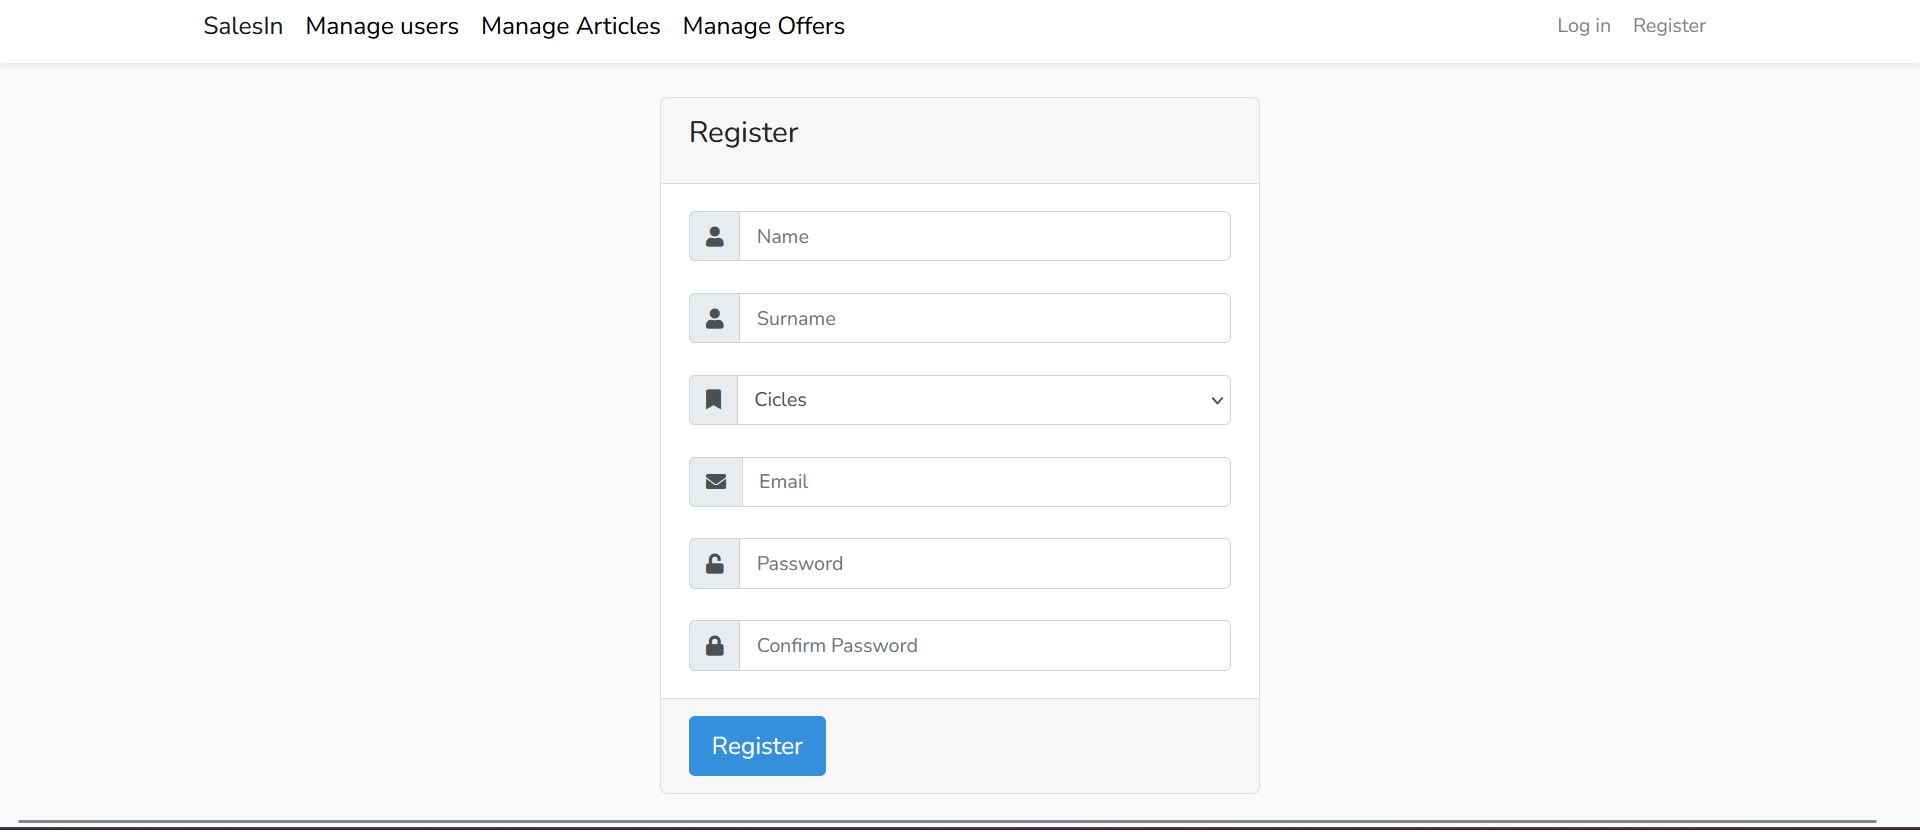 SalesIn Manage users Manage Articles Manage Offers Log in Register
Register
Name
Surname
Cicles
Email
Password
Confirm Password
Register